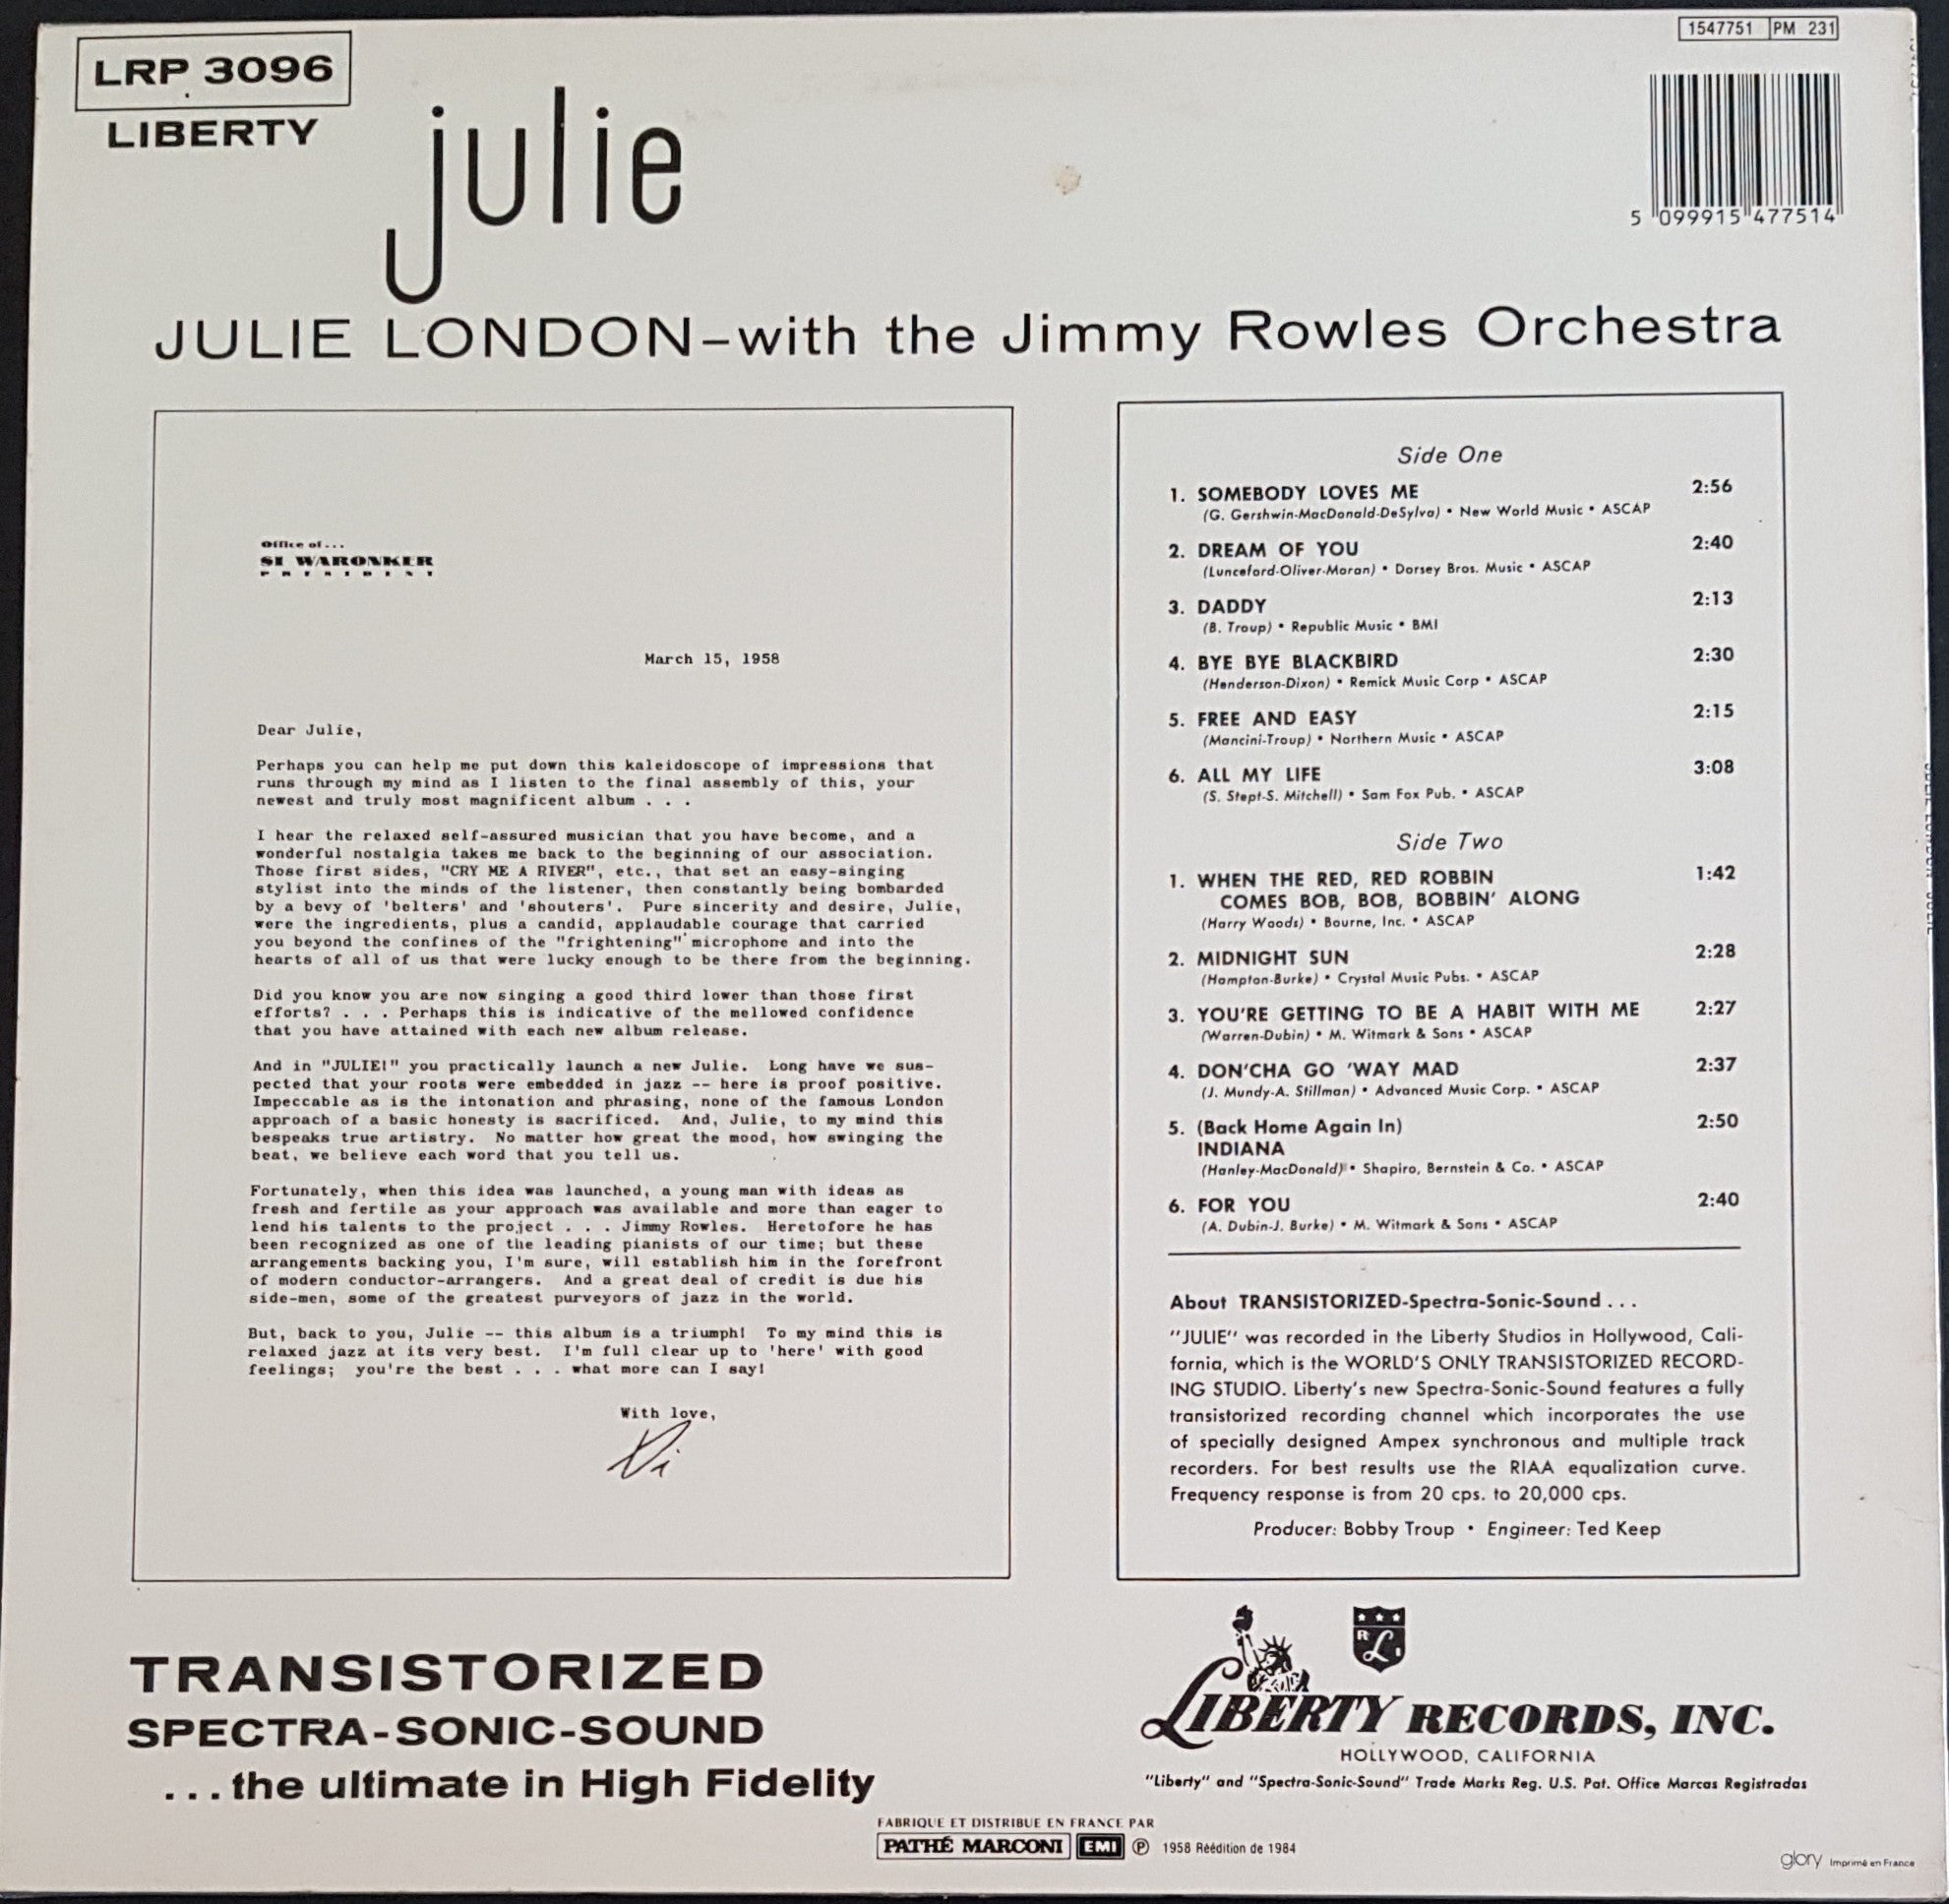 LRP 3096
LIBERTY
1547751 PM 231
5 099915 477514
julie
JULIE LONDON–with the Jimmy Rowles Orchestra
Office of...
SI WARONKER
PRESIDENT
March 15, 1958
Dear Julie,
Perhaps you can help me put down this kaleidoscope of impressions that
runs through my mind as I listen to the final assembly of this, your
newest and truly most magnificent album . . .
I hear the relaxed self-assured musician that you have become, and a
wonderful nostalgia takes me back to the beginning of our association.
Those first sides, "CRY ME A RIVER", etc., that set an easy-singing
stylist into the minds of the listener, then constantly being bombarded
by a bevy of 'belters' and 'shouters'. Pure sincerity and desire, Julie,
were the ingredients, plus a candid, applaudable courage that carried
you beyond the confines of the "frightening" microphone and into the
hearts of all of us that were lucky enough to be there from the beginning.
Did you know you are now singing a good third lower than those first
efforts? . . . Perhaps this is indicative of the mellowed confidence
that you have attained with each new album release.
And in "JULIE!" you practically launch a new Julie. Long have we sus-
pected that your roots were embedded in jazz -- here is proof positive.
Impeccable as is the intonation and phrasing, none of the famous London
approach of a basic honesty is sacrificed. And, Julie, to my mind this
bespeaks true artistry. No matter how great the mood, how swinging the
beat, we believe each word that you tell us.
Fortunately, when this idea was launched, a young man with ideas as
fresh and fertile as your approach was available and more than eager to
lend his talents to the project . . . Jimmy Rowles. Heretofore he has
been recognized as one of the leading pianists of our time; but these
arrangements backing you, I'm sure, will establish him in the forefront
of modern conductor-arrangers. And a great deal of credit is due his
side-men, some of the greatest purveyors of jazz in the world.
But, back to you, Julie -- this album is a triumph! To my mind this is
relaxed jazz at its very best. I'm full clear up to 'here' with good
feelings; you're the best . . . what more can I say!
With love,
Si
Side One
1. SOMEBODY LOVES ME 2:56
(G. Gershwin-MacDonald-DeSylva) • New World Music • ASCAP
2. DREAM OF YOU 2:40
(Lunceford-Oliver-Moran) • Dorsey Bros. Music • ASCAP
3. DADDY 2:13
(B. Troup) • Republic Music • BMI
4. BYE BYE BLACKBIRD 2:30
(Henderson-Dixon) • Remick Music Corp • ASCAP
5. FREE AND EASY 2:15
(Mancini-Troup) • Northern Music • ASCAP
6. ALL MY LIFE 3:08
(S. Stept-S. Mitchell) • Sam Fox Pub. • ASCAP
Side Two
1. WHEN THE RED, RED ROBBIN 1:42
COMES BOB, BOB, BOBBIN' ALONG
(Harry Woods) • Bourne, Inc. • ASCAP
2. MIDNIGHT SUN 2:28
(Hampton-Burke) • Crystal Music Pubs. • ASCAP
3. YOU'RE GETTING TO BE A HABIT WITH ME 2:27
(Warren-Dubin) • M. Witmark & Sons • ASCAP
4. DON'CHA GO 'WAY MAD 2:37
(J. Mundy-A. Stillman) • Advanced Music Corp. • ASCAP
5. (Back Home Again In) 2:50
INDIANA
(Hanley-MacDonald) • Shapiro, Bernstein & Co. • ASCAP
6. FOR YOU 2:40
(A. Dubin-J. Burke) • M. Witmark & Sons • ASCAP
About TRANSISTORIZED-Spectra-Sonic-Sound . . .
"JULIE" was recorded in the Liberty Studios in Hollywood, Cali-
fornia, which is the WORLD'S ONLY TRANSISTORIZED RECORD-
ING STUDIO. Liberty's new Spectra-Sonic-Sound features a fully
transistorized recording channel which incorporates the use
of specially designed Ampex synchronous and multiple track
recorders. For best results use the RIAA equalization curve.
Frequency response is from 20 cps. to 20,000 cps.
Producer: Bobby Troup • Engineer: Ted Keep
TRANSISTORIZED
SPECTRA-SONIC-SOUND
...the ultimate in High Fidelity
R L I
LIBERTY RECORDS, INC.
HOLLYWOOD, CALIFORNIA
"Liberty" and "Spectra-Sonic-Sound" Trade Marks Reg. U.S. Pat. Office Marcas Registradas
FABRIQUE ET DISTRIBUE EN FRANCE PAR
PATHÉ MARCONI EMI ℗ 1958 Réédition de 1984
glory Imprimé en France